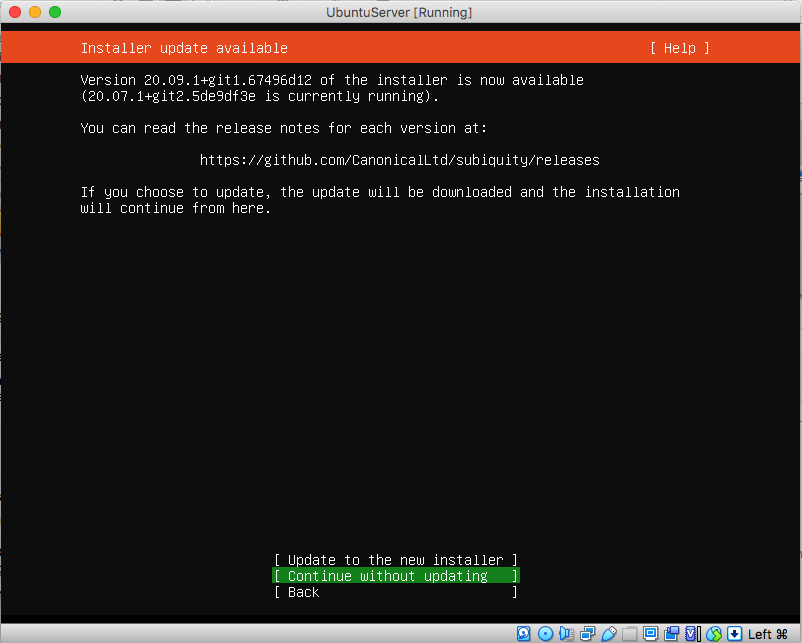 UbuntuServer [Running]
Installer update available [ Help ]
Version 20.09.1+git1.67496d12 of the installer is now available
(20.07.1+git2.5de9df3e is currently running).
You can read the release notes for each version at:
https://github.com/CanonicalLtd/subiquity/releases
If you choose to update, the update will be downloaded and the installation
will continue from here.
[ Update to the new installer ]
[ Continue without updating ]
[ Back ]
Left ⌘